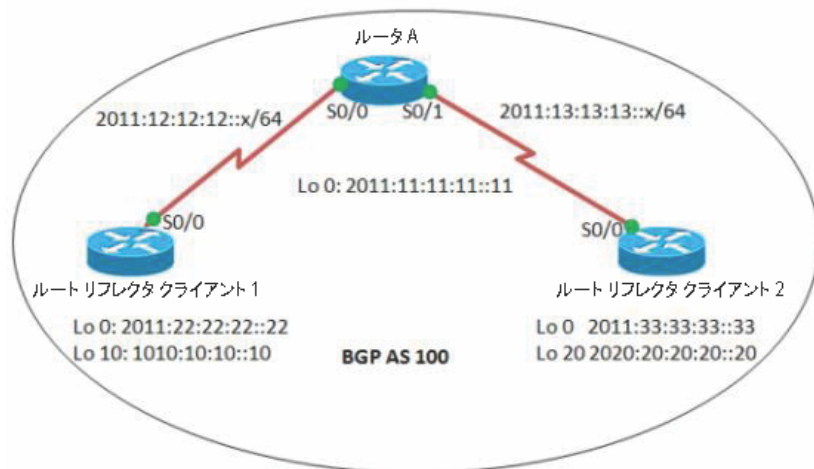 ルータ A
S0/0
S0/1
2011:12:12:12::x/64
2011:13:13:13::x/64
Lo 0: 2011:11:11:11::11
S0/0
S0/0
ルート リフレクタ クライアント 1
ルート リフレクタ クライアント 2
Lo 0: 2011:22:22:22::22
Lo 10: 1010:10:10::10
BGP AS 100
Lo 0 2011:33:33:33::33
Lo 20 2020:20:20:20::20